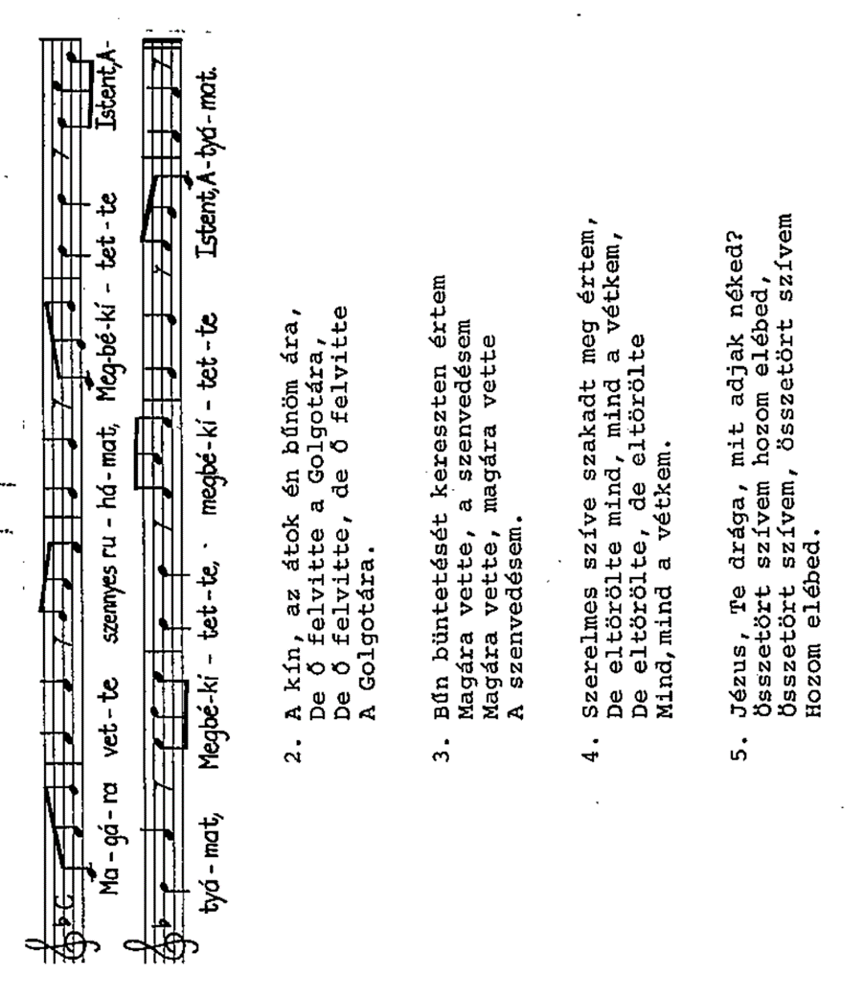 Ma-gá-ra vet-te szennyes ru-há-mat, Meg-bé-kí-tet-te Istent,A-
tyá-mat, Megbé-kí-tet-te, megbé-kí-tet-te Istent,A-tyá-mat.
2. A kín, az átok én bűnöm ára,
De Ő felvitte a Golgotára,
De Ő felvitte, de Ő felvitte
A Golgotára.
3. Bűn büntetését kereszten értem
Magára vette, a szenvedésem
Magára vette, magára vette
A szenvedésem.
4. Szerelmes szíve szakadt meg értem,
De eltörölte mind, mind a vétkem,
De eltörölte, de eltörölte
Mind,mind a vétkem.
5. Jézus, Te drága, mit adjak néked?
Összetört szívem hozom elébed,
Összetört szívem, összetört szívem
Hozom elébed.